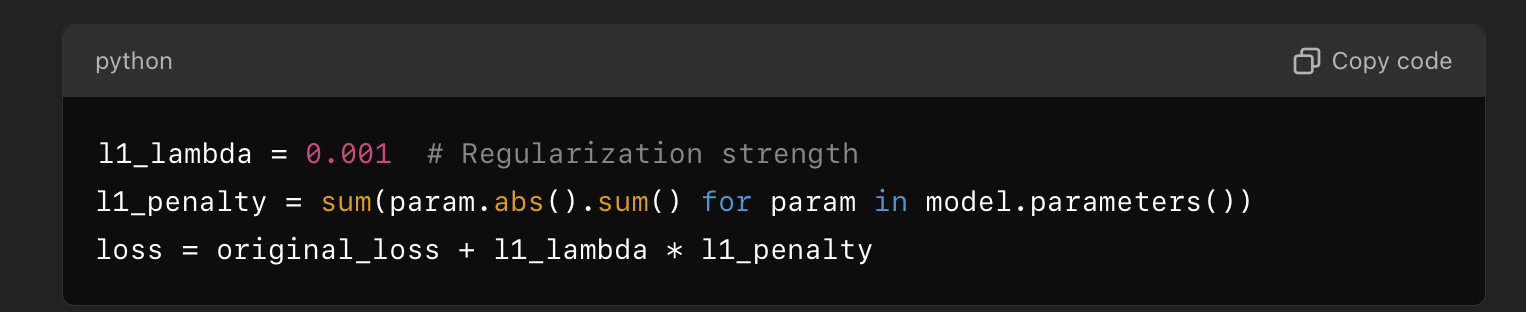 python
Copy code
l1_lambda = 0.001  # Regularization strength
l1_penalty = sum(param.abs().sum() for param in model.parameters())
loss = original_loss + l1_lambda * l1_penalty